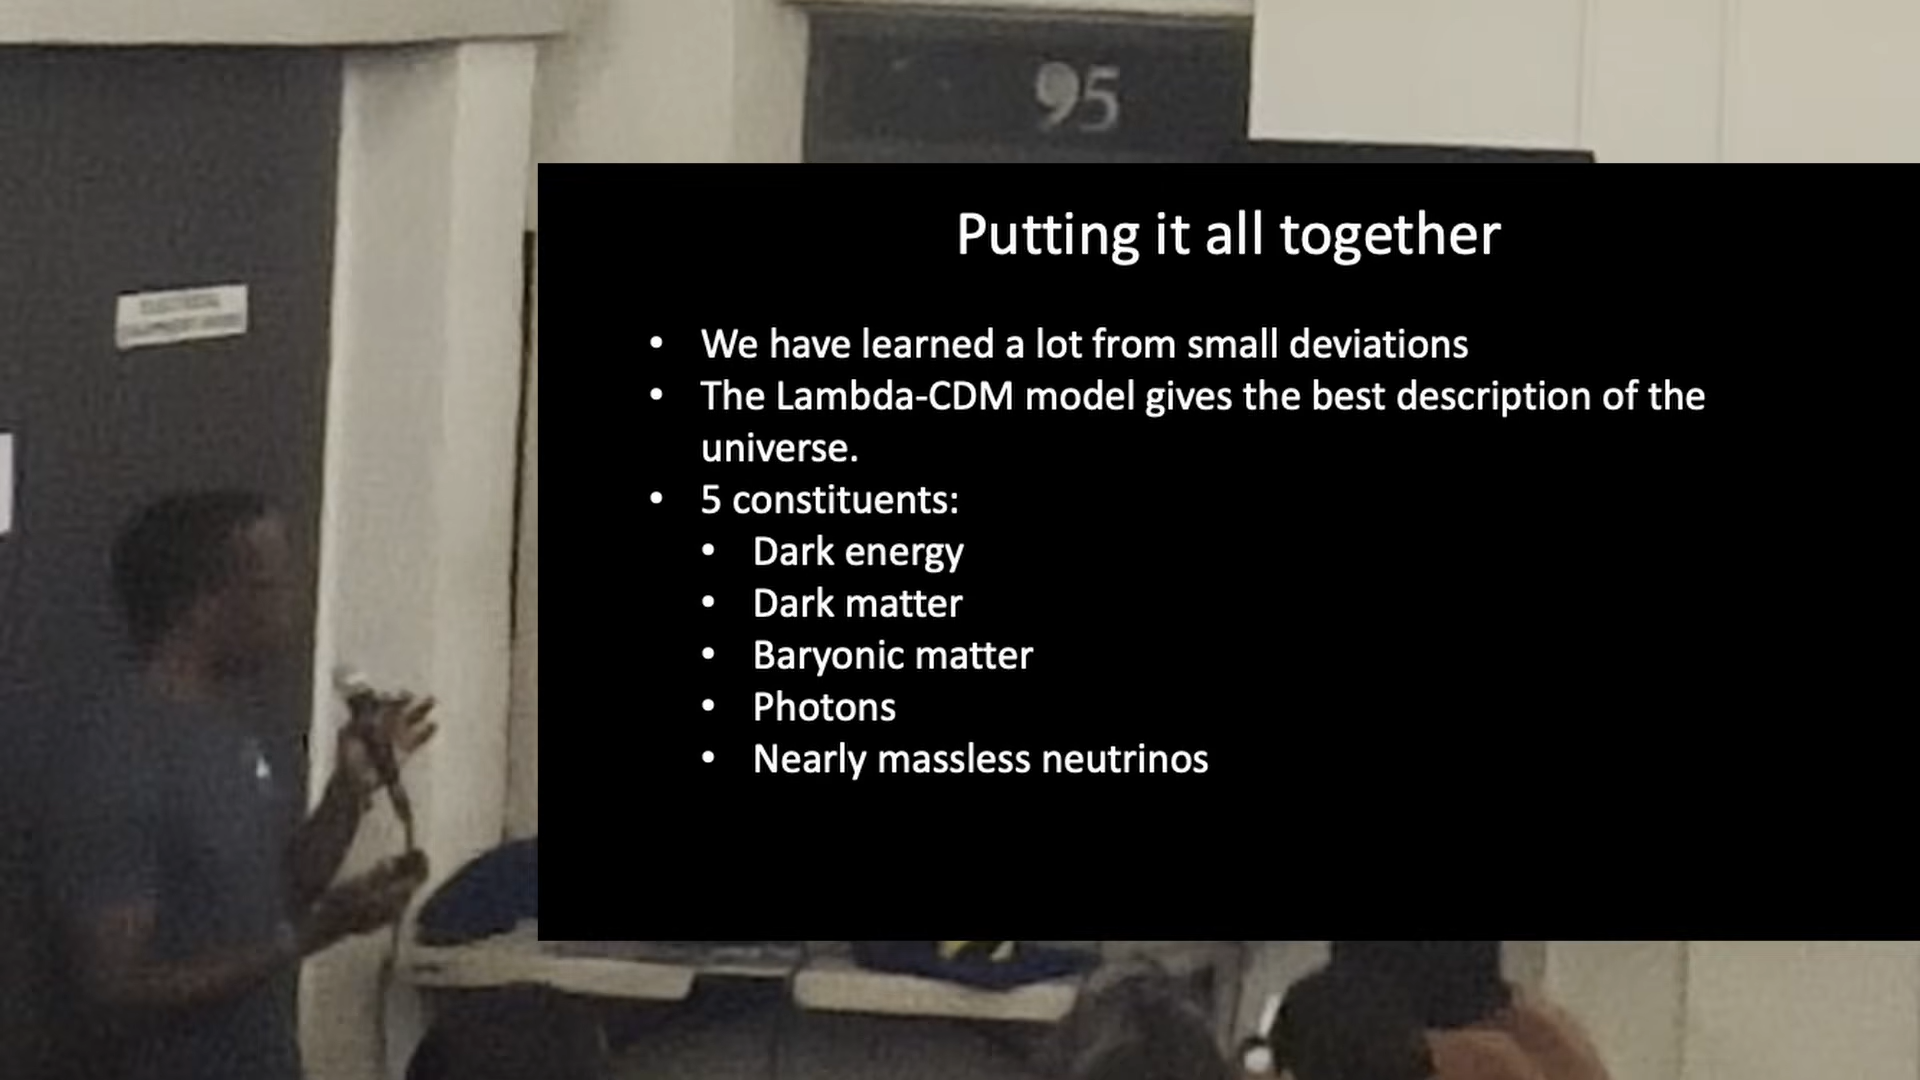 95
Putting it all together
• We have learned a lot from small deviations
• The Lambda-CDM model gives the best description of the
universe.
• 5 constituents:
• Dark energy
• Dark matter
• Baryonic matter
• Photons
• Nearly massless neutrinos